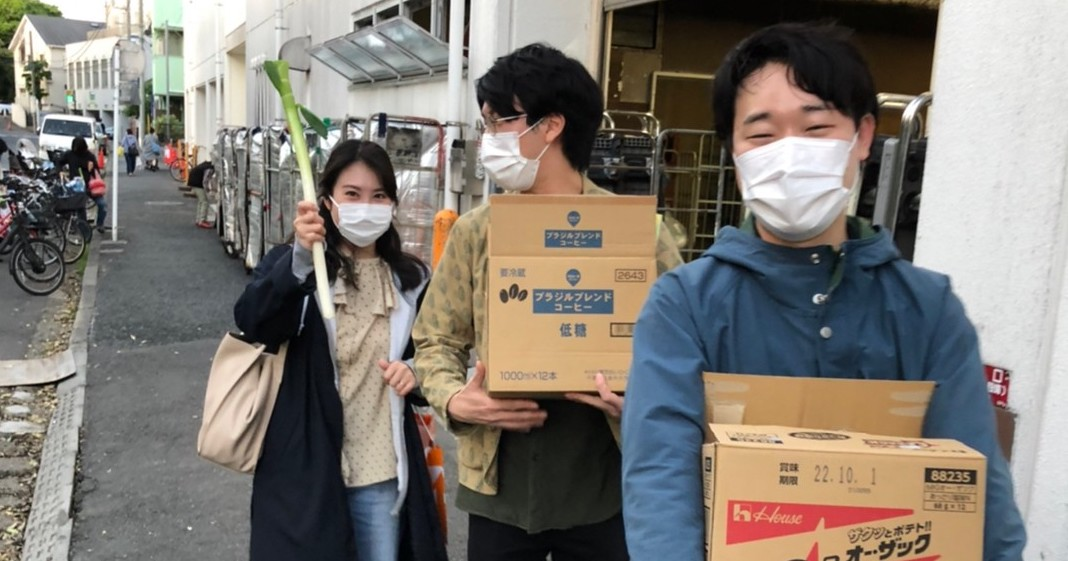 ブラジルブレンド
コーヒー
要冷蔵
2643
ブラジルブレンド
コーヒー
低糖
1000ml×12本
賞味
期限
22.10.1
88235
House
ザクッとポテト!!
オー・ザック